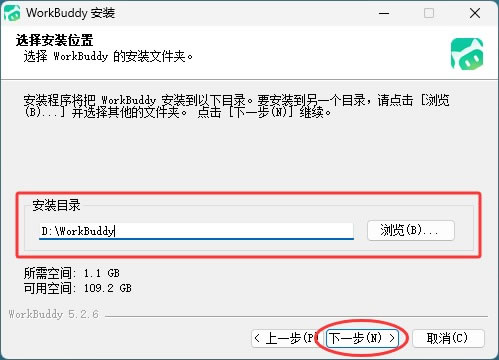 WorkBuddy 安装
选择安装位置
选择 WorkBuddy 的安装文件夹。
安装程序将把 WorkBuddy 安装到以下目录。要安装到另一个目录，请点击 [浏览
(B)...] 并选择其他的文件夹。 点击 [下一步(N)] 继续。
安装目录
D:\WorkBuddy
浏览(B)...
所需空间: 1.1 GB
可用空间: 109.2 GB
WorkBuddy 5.2.6
< 上一步(P)
下一步(N) >
取消(C)